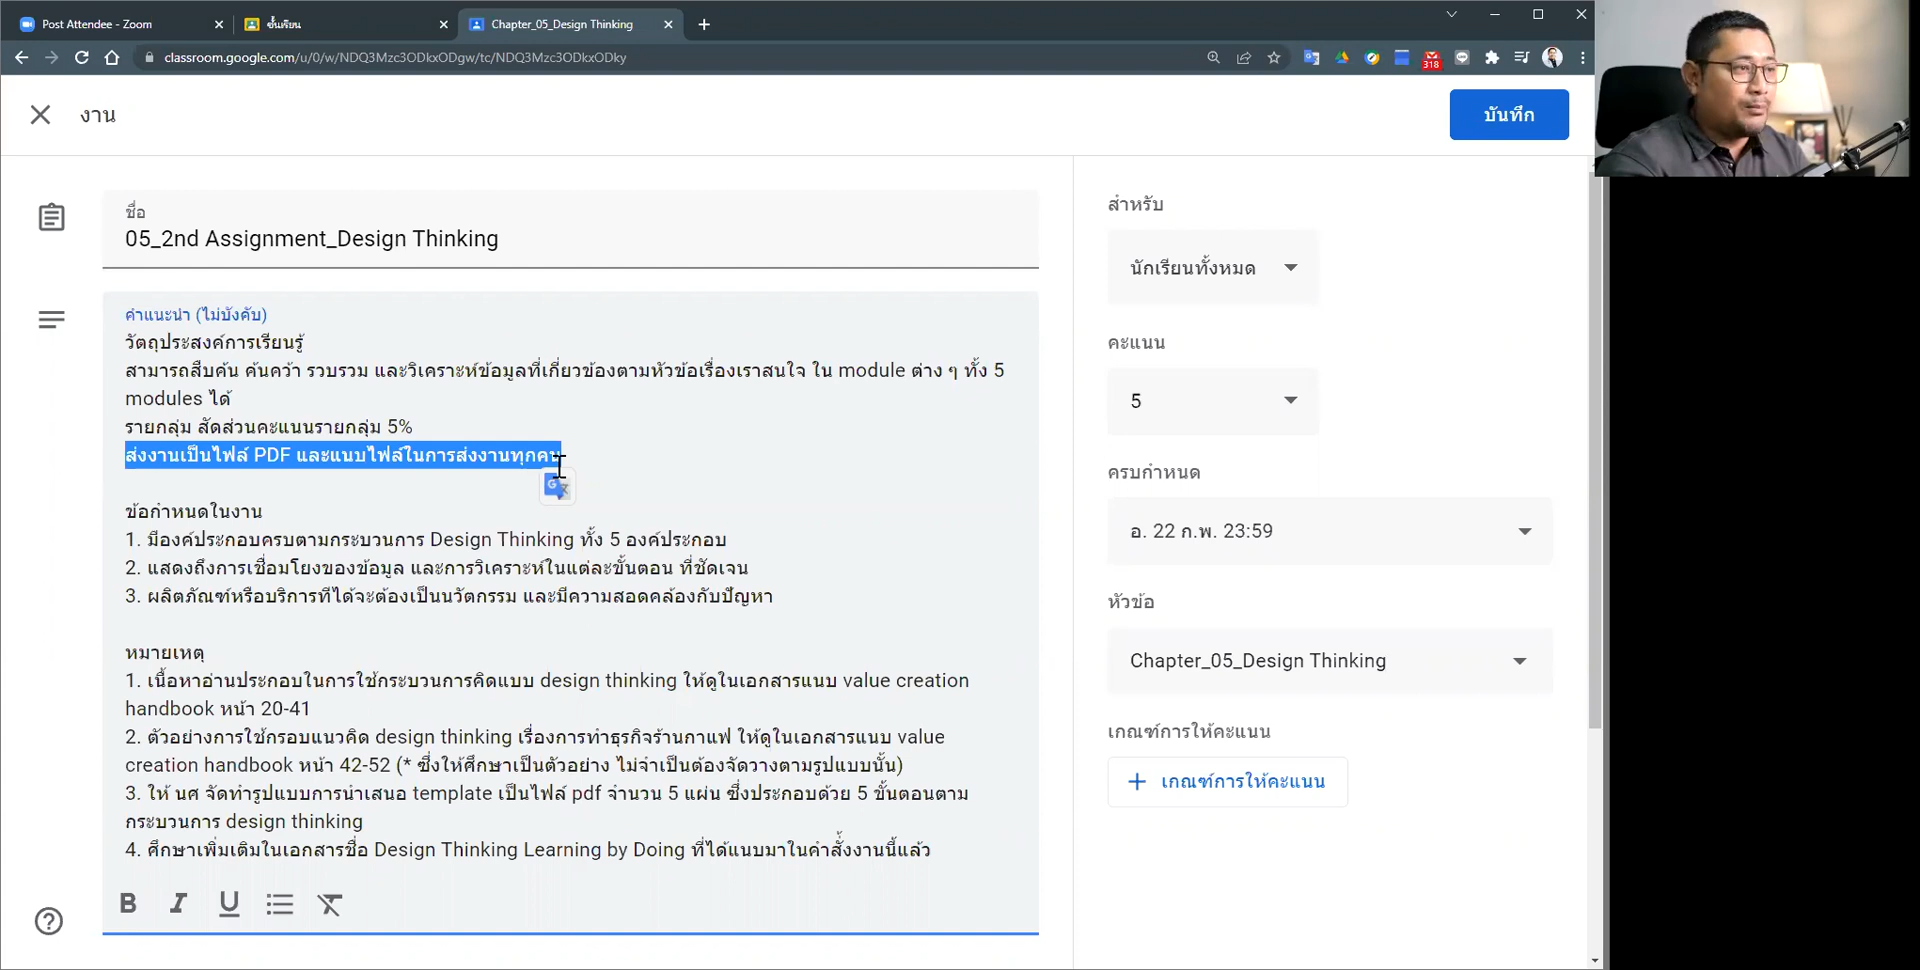 Post Attendee - Zoom
ชั้นเรียน
Chapter_05_Design Thinking
classroom.google.com/u/0/w/NDQ3Mzc3ODkxODgw/tc/NDQ3Mzc3ODkxODky
318
งาน
บันทึก
ชื่อ
05_2nd Assignment_Design Thinking
คำแนะนำ (ไม่บังคับ)
วัตถุประสงค์การเรียนรู้
สามารถสืบค้น ค้นคว้า รวบรวม และวิเคราะห์ข้อมูลที่เกี่ยวข้องตามหัวข้อเรื่องเราสนใจ ใน module ต่าง ๆ ทั้ง 5
modules ได้
รายกลุ่ม สัดส่วนคะแนนรายกลุ่ม 5%
ส่งงานเป็นไฟล์ PDF และแนบไฟล์ในการส่งงานทุกคน
ข้อกำหนดในงาน
1. มีองค์ประกอบครบตามกระบวนการ Design Thinking ทั้ง 5 องค์ประกอบ
2. แสดงถึงการเชื่อมโยงของข้อมูล และการวิเคราะห์ในแต่ละขั้นตอน ที่ชัดเจน
3. ผลิตภัณฑ์หรือบริการที่ได้จะต้องเป็นนวัตกรรม และมีความสอดคล้องกับปัญหา
หมายเหตุ
1. เนื้อหาอ่านประกอบในการใช้กระบวนการคิดแบบ design thinking ให้ดูในเอกสารแนบ value creation
handbook หน้า 20-41
2. ตัวอย่างการใช้กรอบแนวคิด design thinking เรื่องการทำธุรกิจร้านกาแฟ ให้ดูในเอกสารแนบ value
creation handbook หน้า 42-52 (* ซึ่งให้ศึกษาเป็นตัวอย่าง ไม่จำเป็นต้องจัดวางตามรูปแบบนั้น)
3. ให้ นศ จัดทำรูปแบบการนำเสนอ template เป็นไฟล์ pdf จำนวน 5 แผ่น ซึ่งประกอบด้วย 5 ขั้นตอนตาม
กระบวนการ design thinking
4. ศึกษาเพิ่มเติมในเอกสารชื่อ Design Thinking Learning by Doing ที่ได้แนบมาในคำสั่งงานนี้แล้ว
B I U
สำหรับ
นักเรียนทั้งหมด
คะแนน
5
ครบกำหนด
อ. 22 ก.พ. 23:59
หัวข้อ
Chapter_05_Design Thinking
เกณฑ์การให้คะแนน
+ เกณฑ์การให้คะแนน